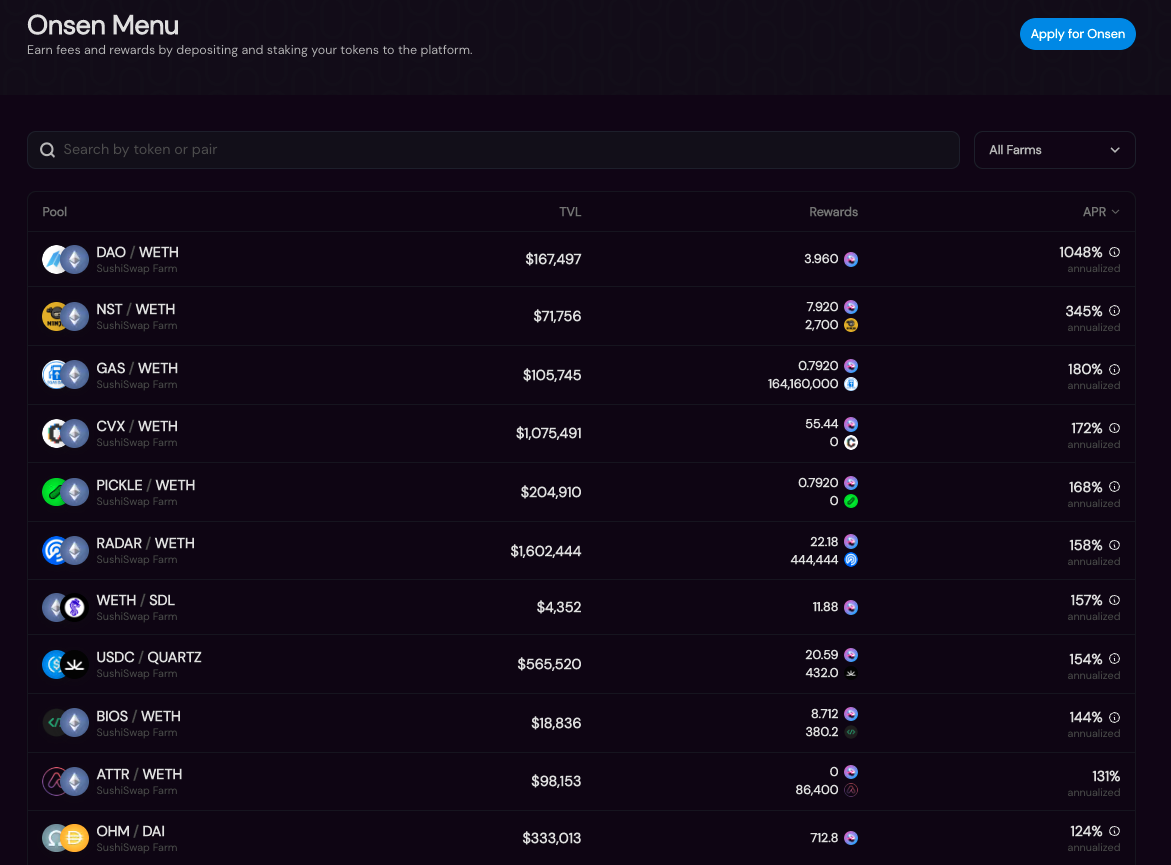 Onsen Menu
Earn fees and rewards by depositing and staking your tokens to the platform.
Apply for Onsen
Search by token or pair
All Farms
Pool TVL Rewards APR
DAO / WETH
SushiSwap Farm
$167,497
3.960
1048%
annualized
NST / WETH
SushiSwap Farm
$71,756
7.920
2,700
345%
annualized
GAS / WETH
SushiSwap Farm
$105,745
0.7920
164,160,000
180%
annualized
CVX / WETH
SushiSwap Farm
$1,075,491
55.44
0
172%
annualized
PICKLE / WETH
SushiSwap Farm
$204,910
0.7920
0
168%
annualized
RADAR / WETH
SushiSwap Farm
$1,602,444
22.18
444,444
158%
annualized
WETH / SDL
SushiSwap Farm
$4,352
11.88
157%
annualized
USDC / QUARTZ
SushiSwap Farm
$565,520
20.59
432.0
154%
annualized
BIOS / WETH
SushiSwap Farm
$18,836
8.712
380.2
144%
annualized
ATTR / WETH
SushiSwap Farm
$98,153
0
86,400
131%
annualized
OHM / DAI
SushiSwap Farm
$333,013
712.8
124%
annualized